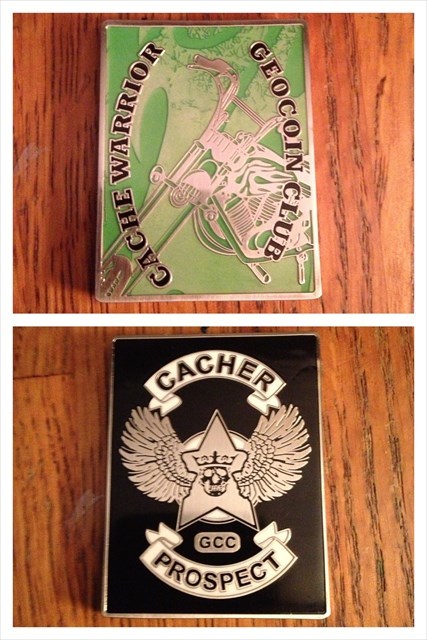 CACHE WARRIOR
GEOCOIN CLUB
CACHER
GCC
PROSPECT